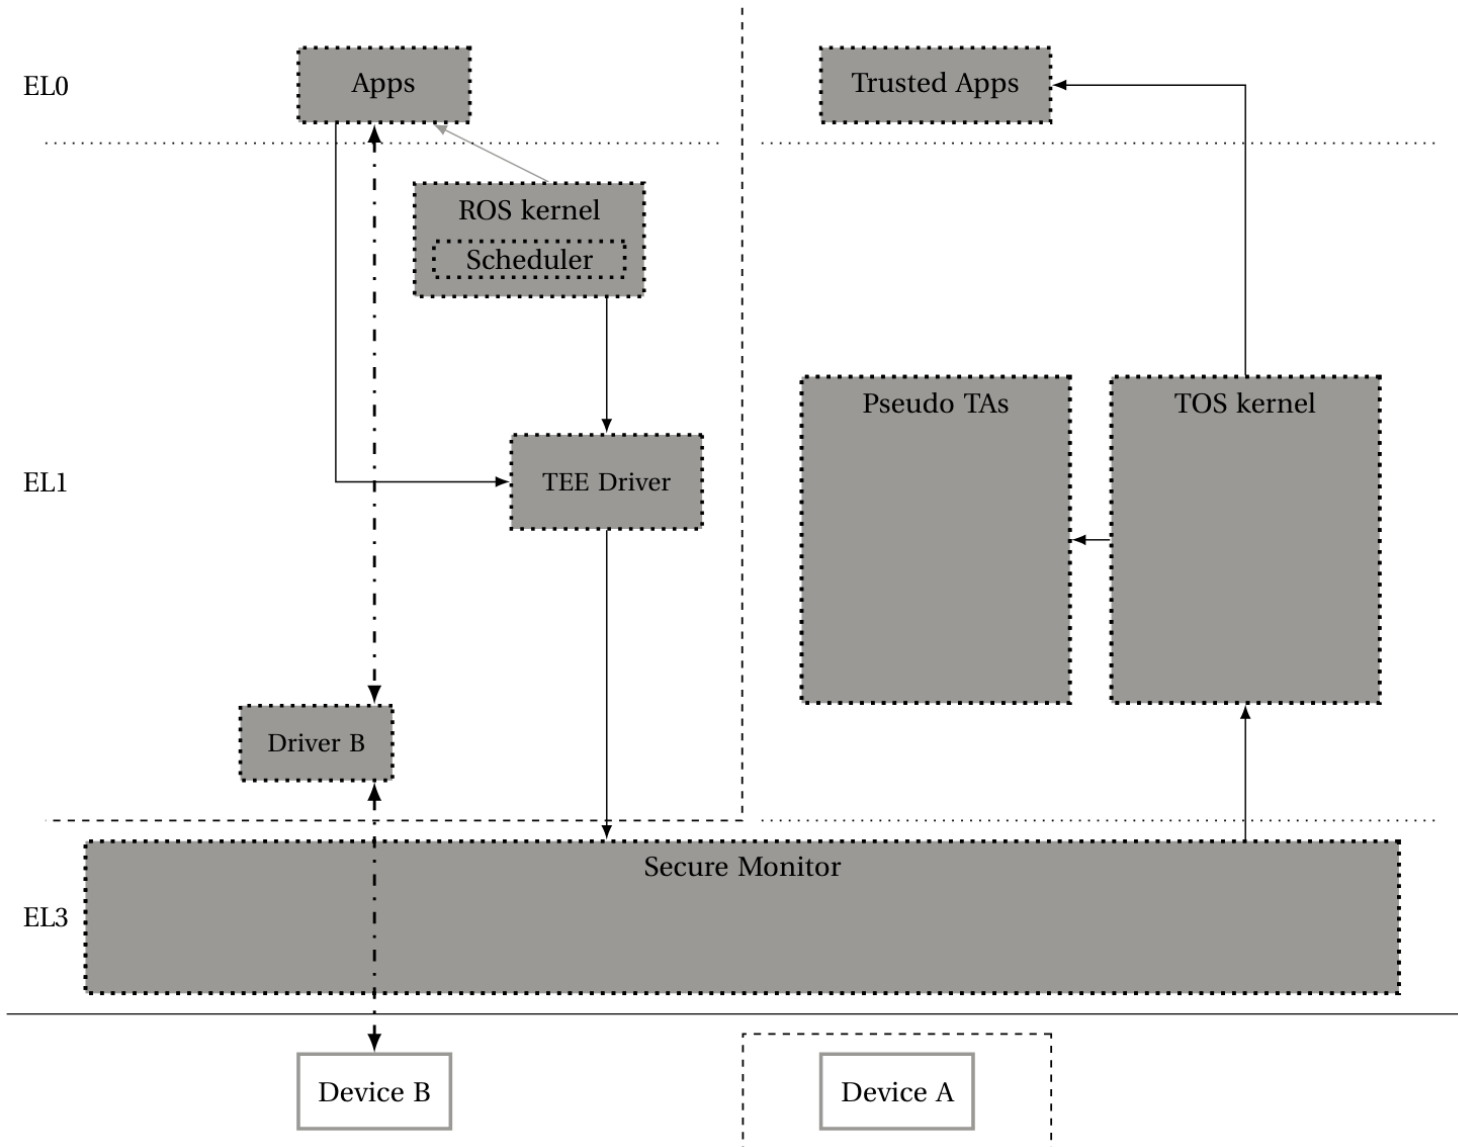 EL0
Apps
Trusted Apps
ROS kernel
Scheduler
Pseudo TAs
TOS kernel
EL1
TEE Driver
Driver B
Secure Monitor
EL3
Device B
Device A